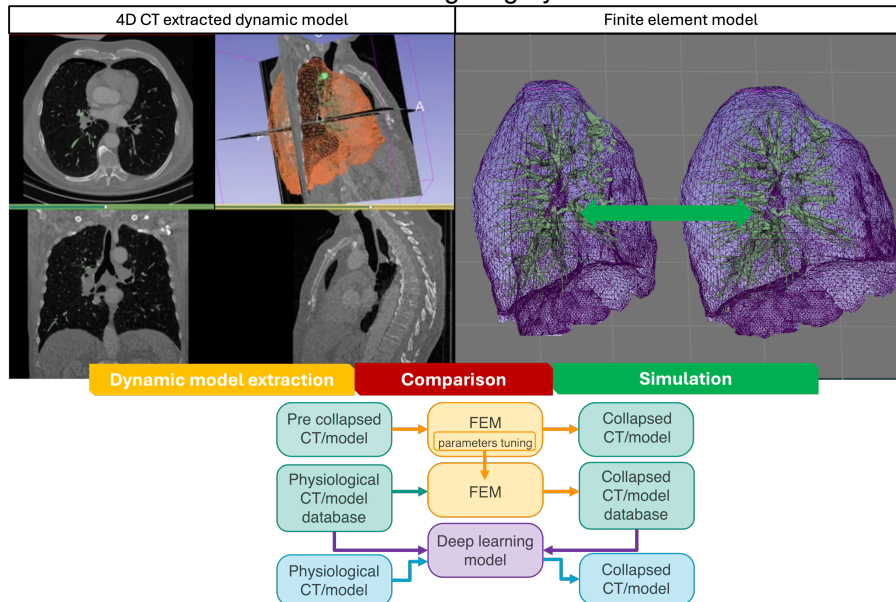 4D CT extracted dynamic model
Finite element model
A
Dynamic model extraction
Comparison
Simulation
Pre collapsed
CT/model
FEM
parameters tuning
Collapsed
CT/model
Physiological
CT/model
database
FEM
Collapsed
CT/model
database
Deep learning
model
Physiological
CT/model
Collapsed
CT/model